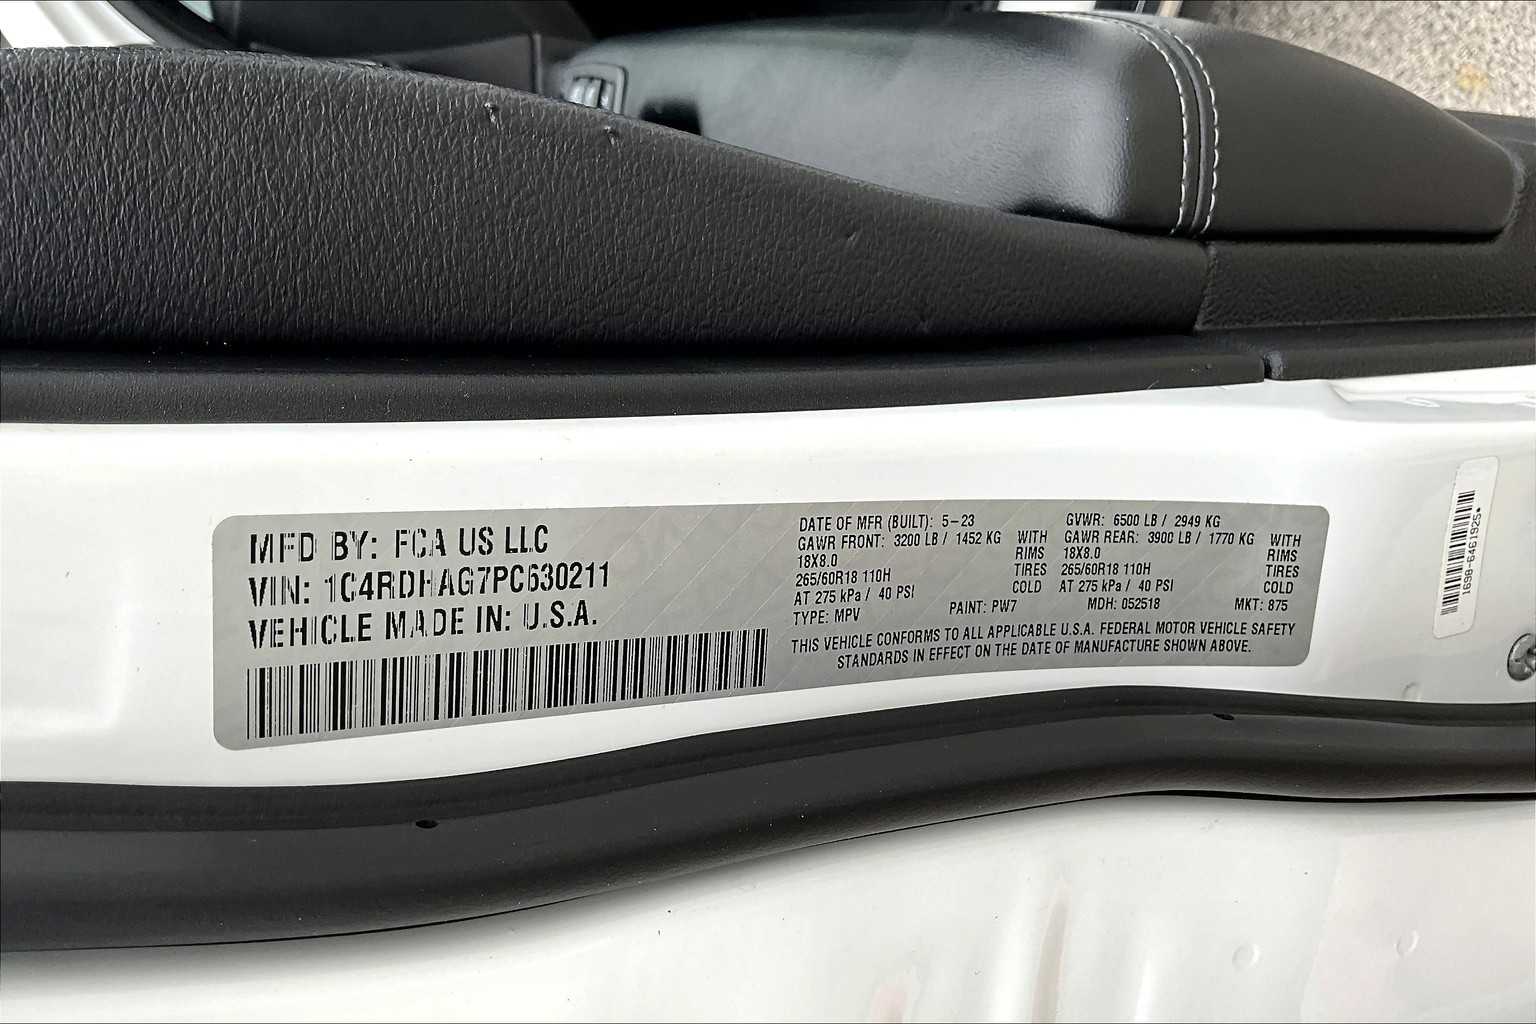 MFD BY: FCA US LLC
VIN: 1C4RDHAG7PC630211
VEHICLE MADE IN: U.S.A.
DATE OF MFR (BUILT): 5-23
GVWR: 6500 LB / 2949 KG
GAWR FRONT: 3200 LB / 1452 KG WITH
18X8.0 RIMS
265/60R18 110H TIRES
AT 275 kPa / 40 PSI COLD
GAWR REAR: 3900 LB / 1770 KG WITH
18X8.0 RIMS
265/60R18 110H TIRES
AT 275 kPa / 40 PSI COLD
TYPE: MPV PAINT: PW7 MDH: 052518 MKT: 875
THIS VEHICLE CONFORMS TO ALL APPLICABLE U.S.A. FEDERAL MOTOR VEHICLE SAFETY
STANDARDS IN EFFECT ON THE DATE OF MANUFACTURE SHOWN ABOVE.
1698-6461925*